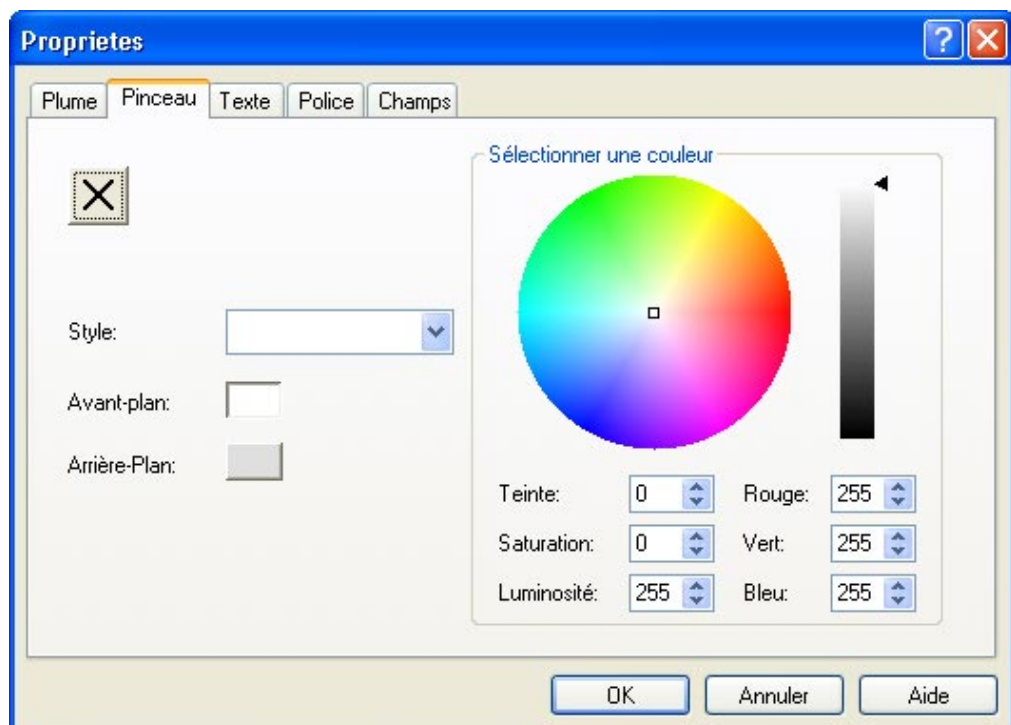 Proprietes
Plume Pinceau Texte Police Champs
Sélectionner une couleur
Style:
Avant-plan:
Arrière-Plan:
Teinte: 0 Rouge: 255
Saturation: 0 Vert: 255
Luminosité: 255 Bleu: 255
OK Annuler Aide